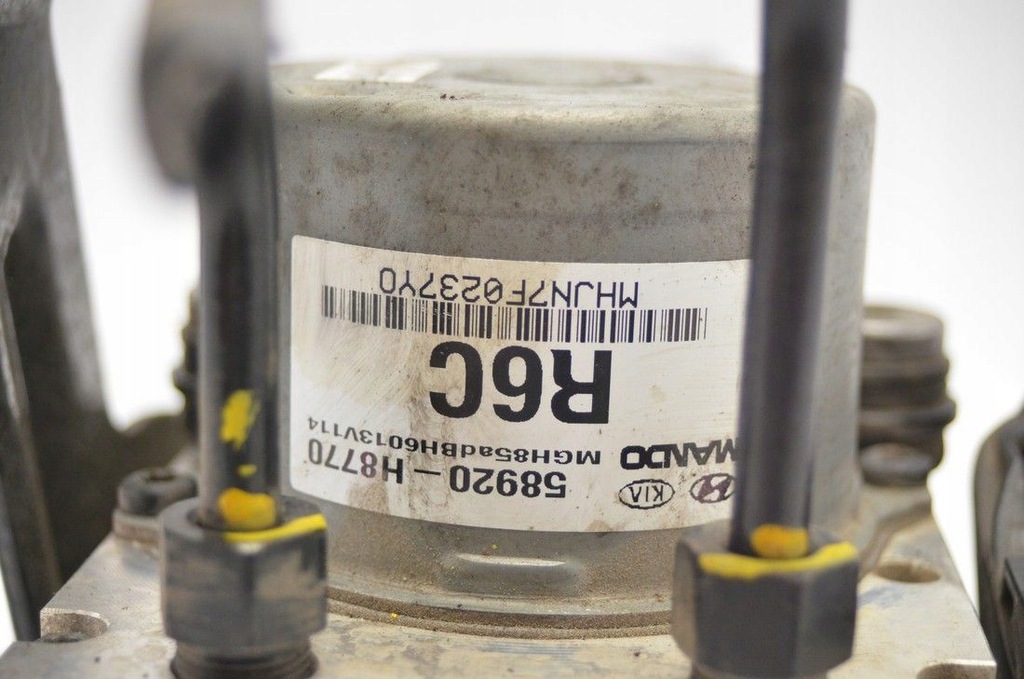 KIA 58920-H8770
MANDO MGH85adBH6013V114
R6C
MHJN7F0237Y0